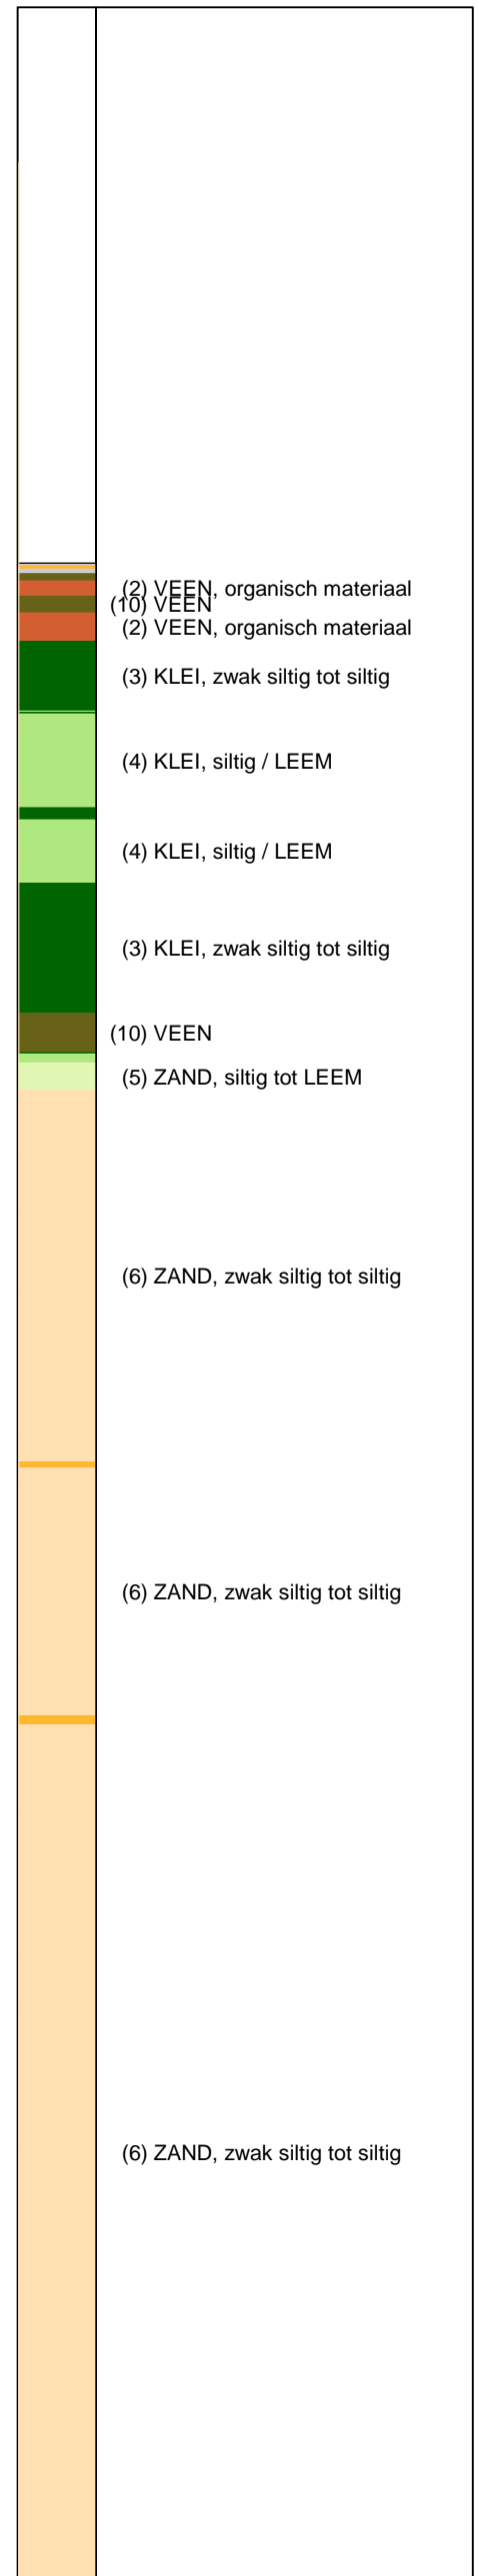 (2) VEEN, organisch materiaal
(10) VEEN
(2) VEEN, organisch materiaal
(3) KLEI, zwak siltig tot siltig
(4) KLEI, siltig / LEEM
(4) KLEI, siltig / LEEM
(3) KLEI, zwak siltig tot siltig
(10) VEEN
(5) ZAND, siltig tot LEEM
(6) ZAND, zwak siltig tot siltig
(6) ZAND, zwak siltig tot siltig
(6) ZAND, zwak siltig tot siltig